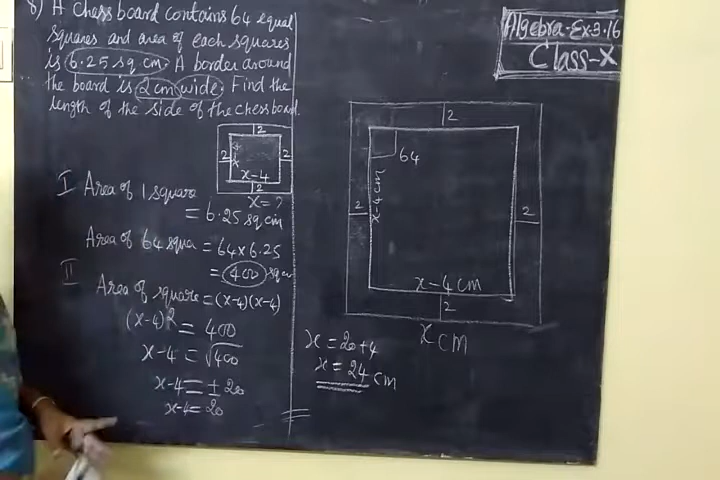 8) A Chess board contains 64 equal
squares and area of each squares
is 6.25 sq cm. A border around
the board is 2 cm wide. Find the
length of the side of the chess board.
Algebra-Ex-3.16
Class-X
2
2
2
x-4
2
X = ?
I Area of 1 square
= 6.25 sq cm
Area of 64 squa = 64 x 6.25
= 400 sq cm
II Area of square = (x-4)(x-4)
(x-4)² = 400
x-4 = √400
x-4 = ± 20
x-4 = 20
x = 20+4
x = 24 cm
2
64
x-4 cm
2
2
x-4 cm
2
x cm